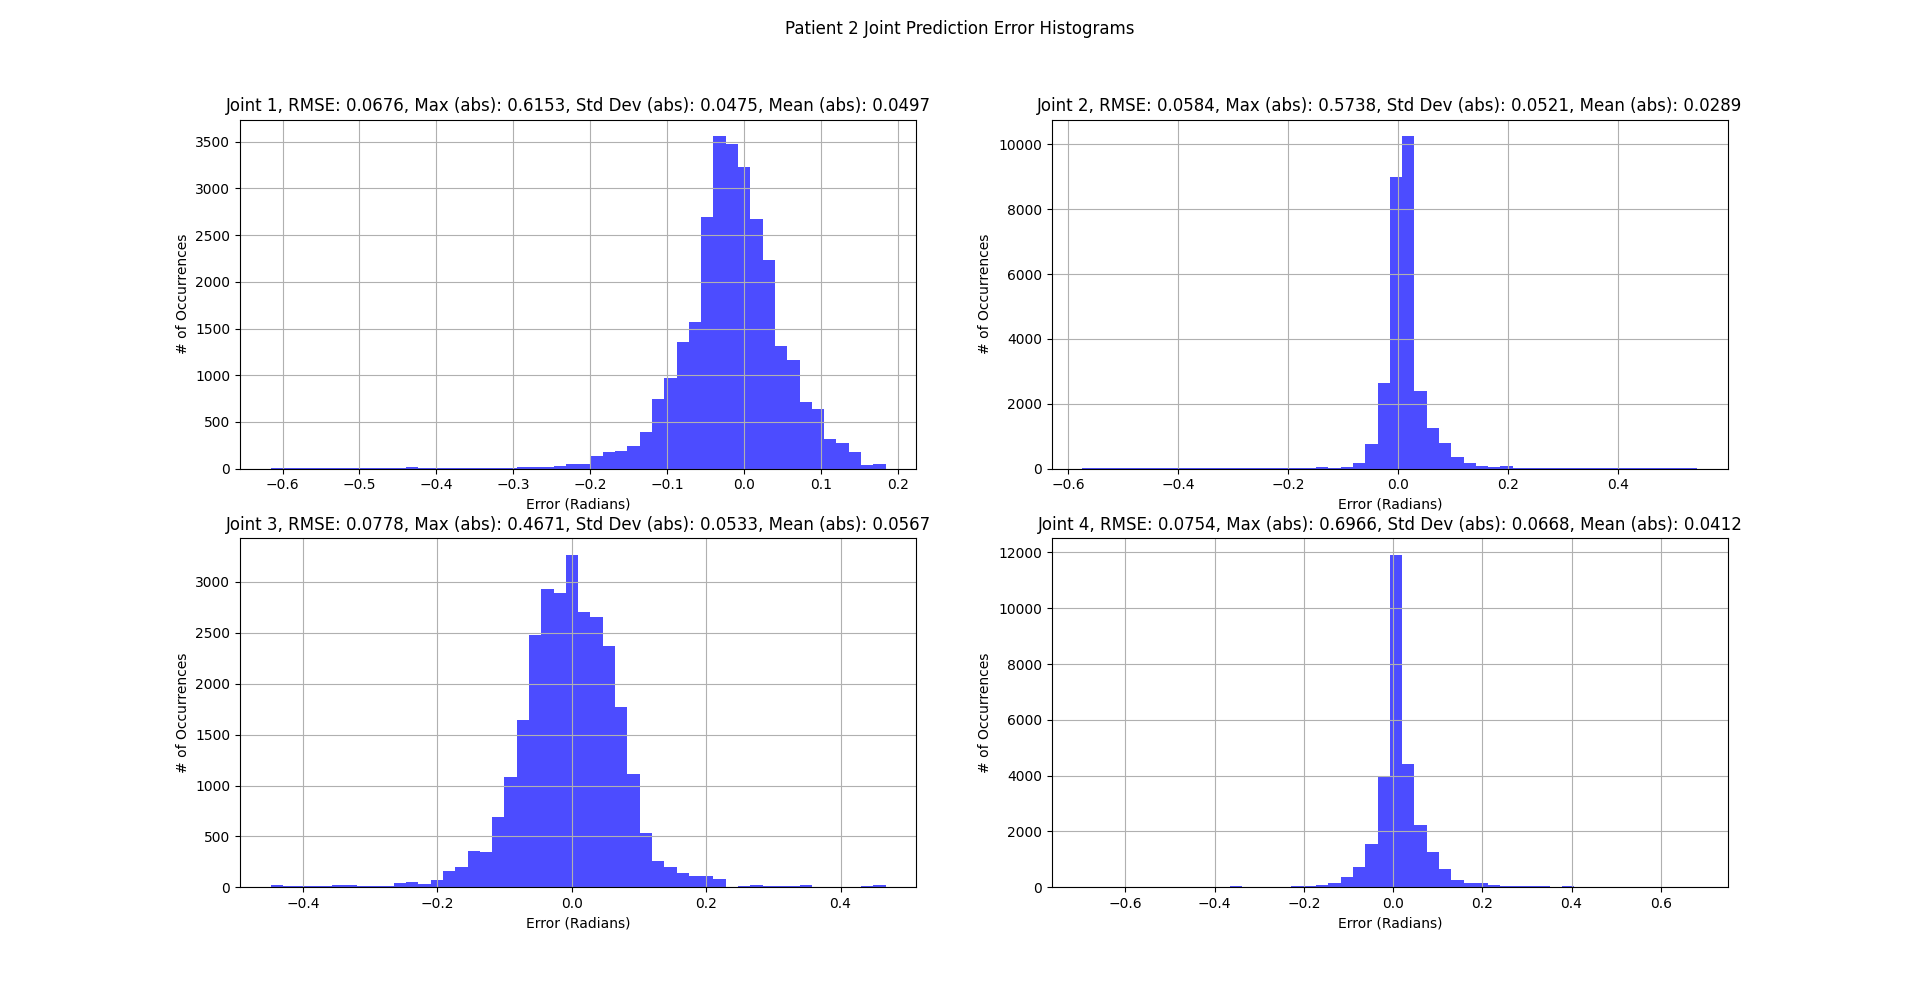 Patient 2 Joint Prediction Error Histograms
Joint 1, RMSE: 0.0676, Max (abs): 0.6153, Std Dev (abs): 0.0475, Mean (abs): 0.0497
3500
3000
2500
2000
1500
1000
500
0
# of Occurrences
−0.6 −0.5 −0.4 −0.3 −0.2 −0.1 0.0 0.1 0.2
Error (Radians)
Joint 2, RMSE: 0.0584, Max (abs): 0.5738, Std Dev (abs): 0.0521, Mean (abs): 0.0289
10000
8000
6000
4000
2000
0
# of Occurrences
−0.6 −0.4 −0.2 0.0 0.2 0.4
Error (Radians)
Joint 3, RMSE: 0.0778, Max (abs): 0.4671, Std Dev (abs): 0.0533, Mean (abs): 0.0567
3000
2500
2000
1500
1000
500
0
# of Occurrences
−0.4 −0.2 0.0 0.2 0.4
Error (Radians)
Joint 4, RMSE: 0.0754, Max (abs): 0.6966, Std Dev (abs): 0.0668, Mean (abs): 0.0412
12000
10000
8000
6000
4000
2000
0
# of Occurrences
−0.6 −0.4 −0.2 0.0 0.2 0.4 0.6
Error (Radians)